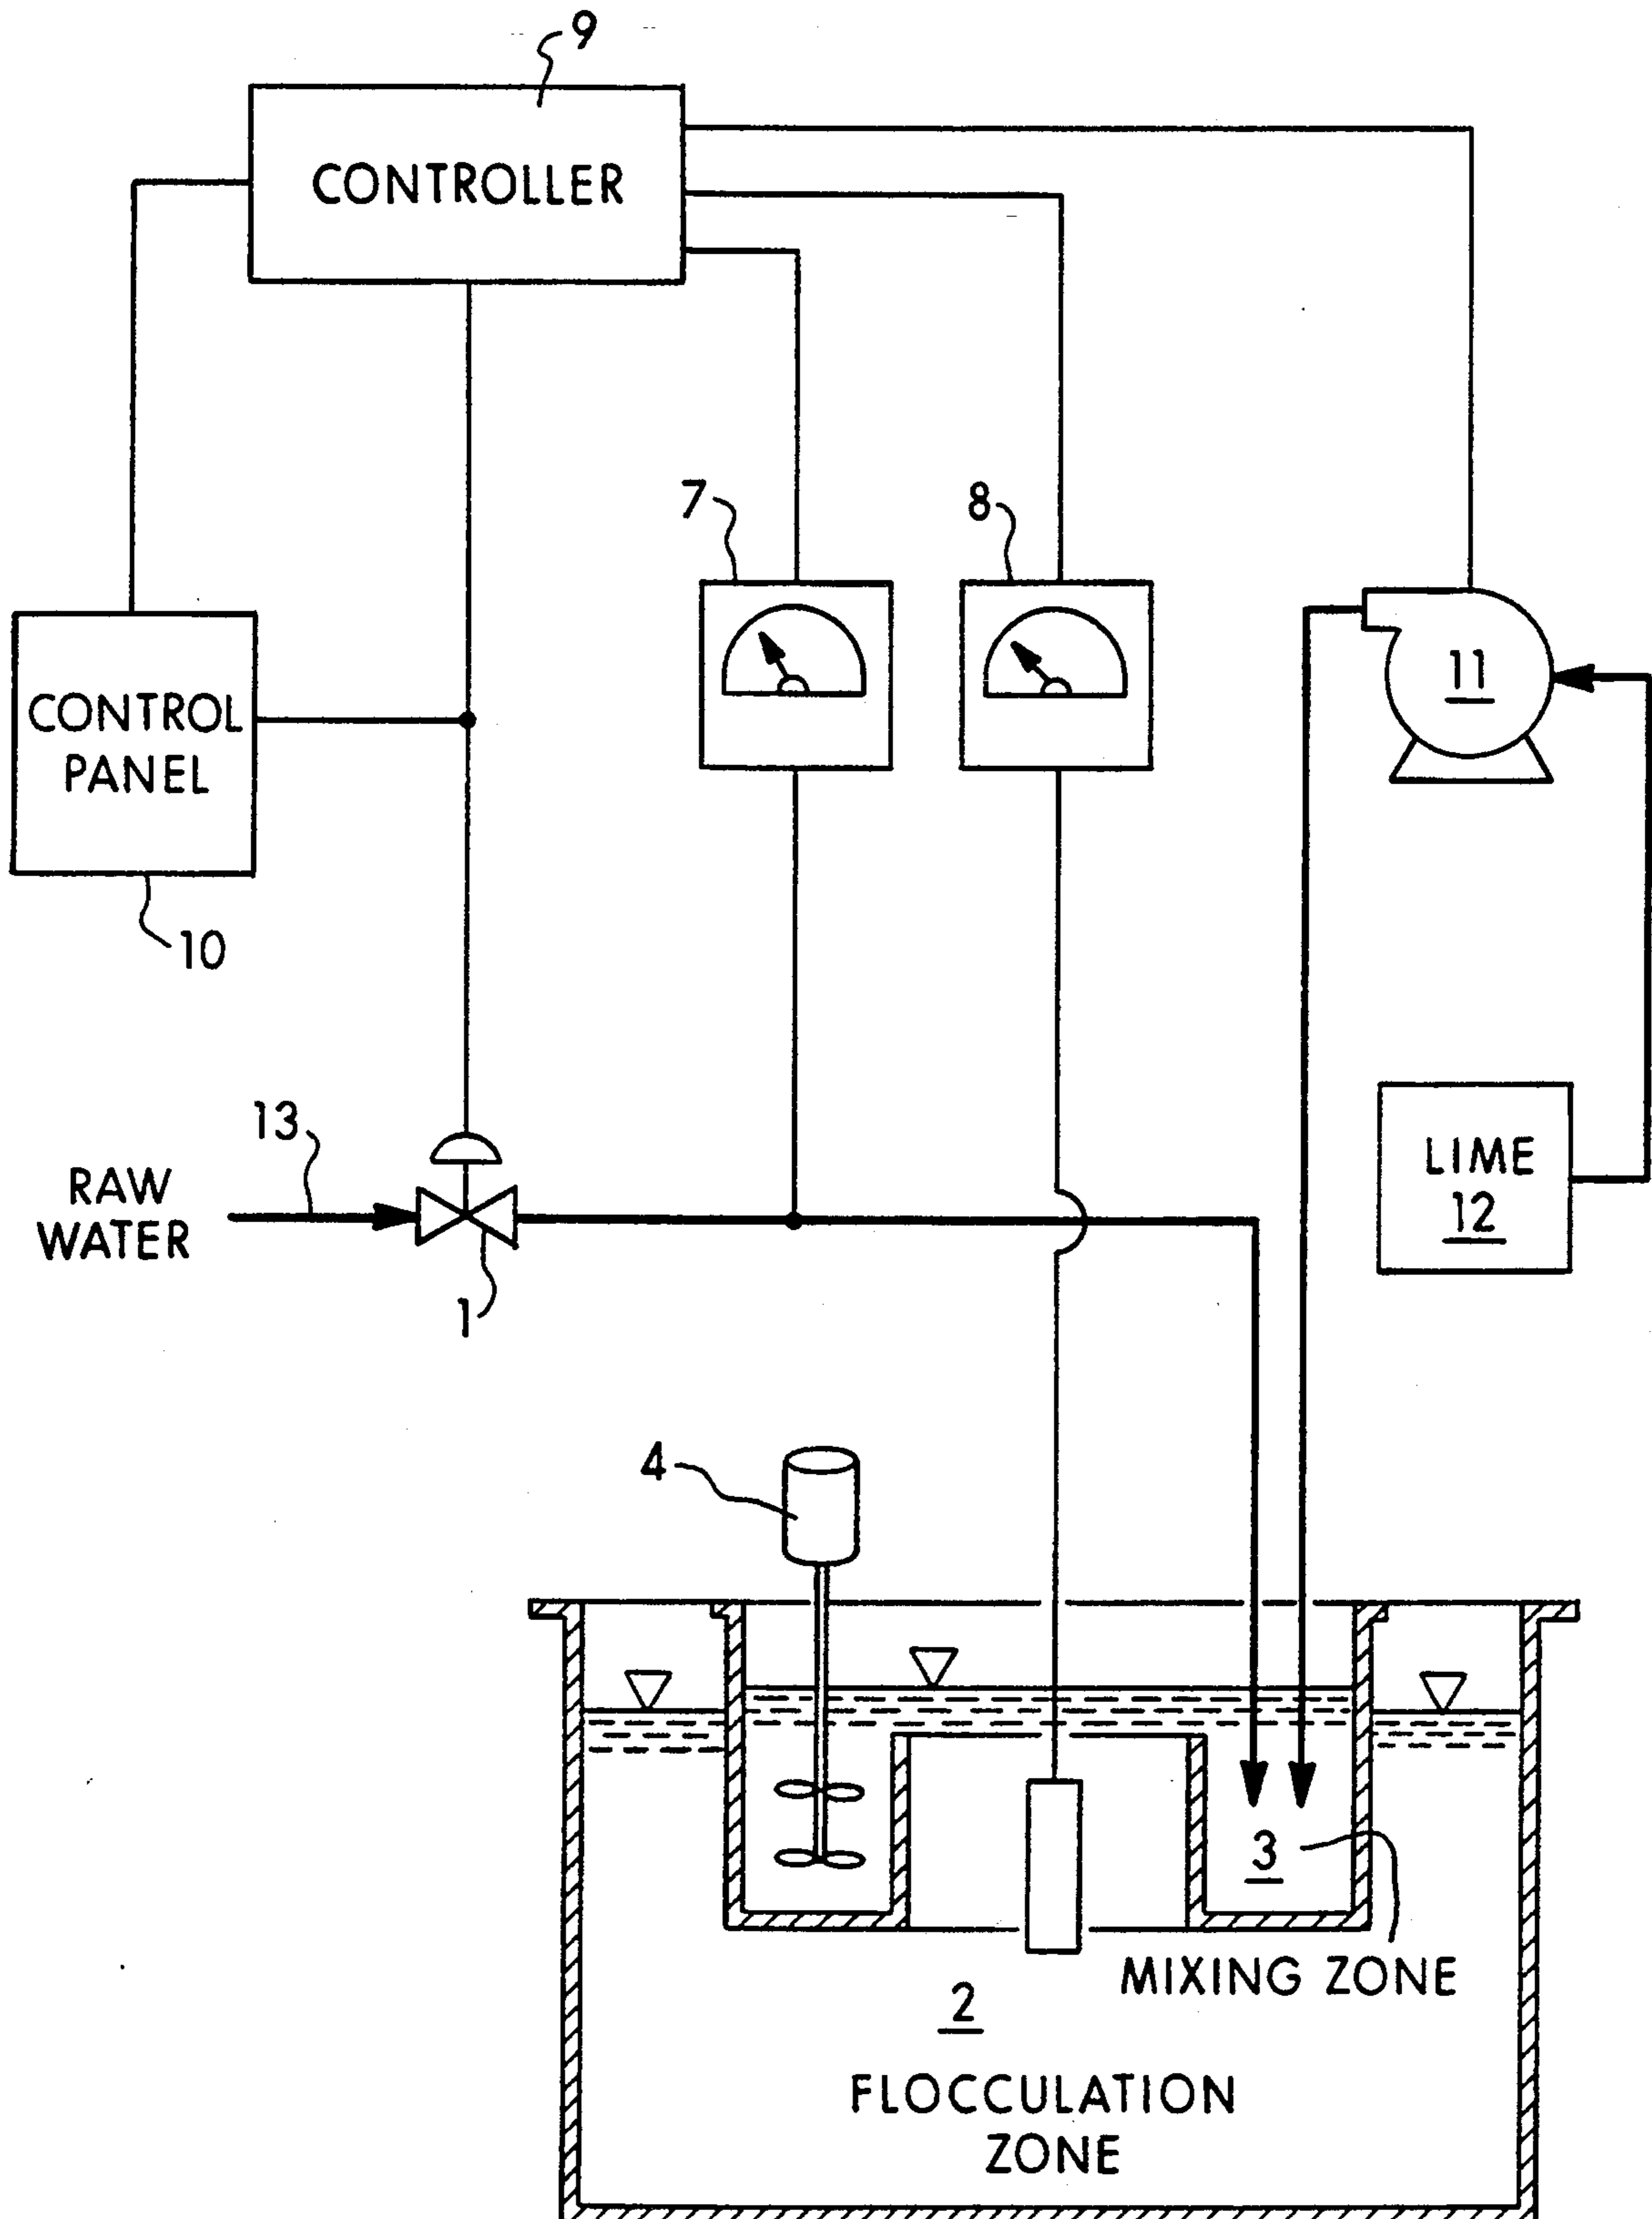 9
CONTROLLER
7
8
11
CONTROL
PANEL
10
13
RAW
WATER
1
LIME
12
4
3
MIXING ZONE
2
FLOCCULATION
ZONE